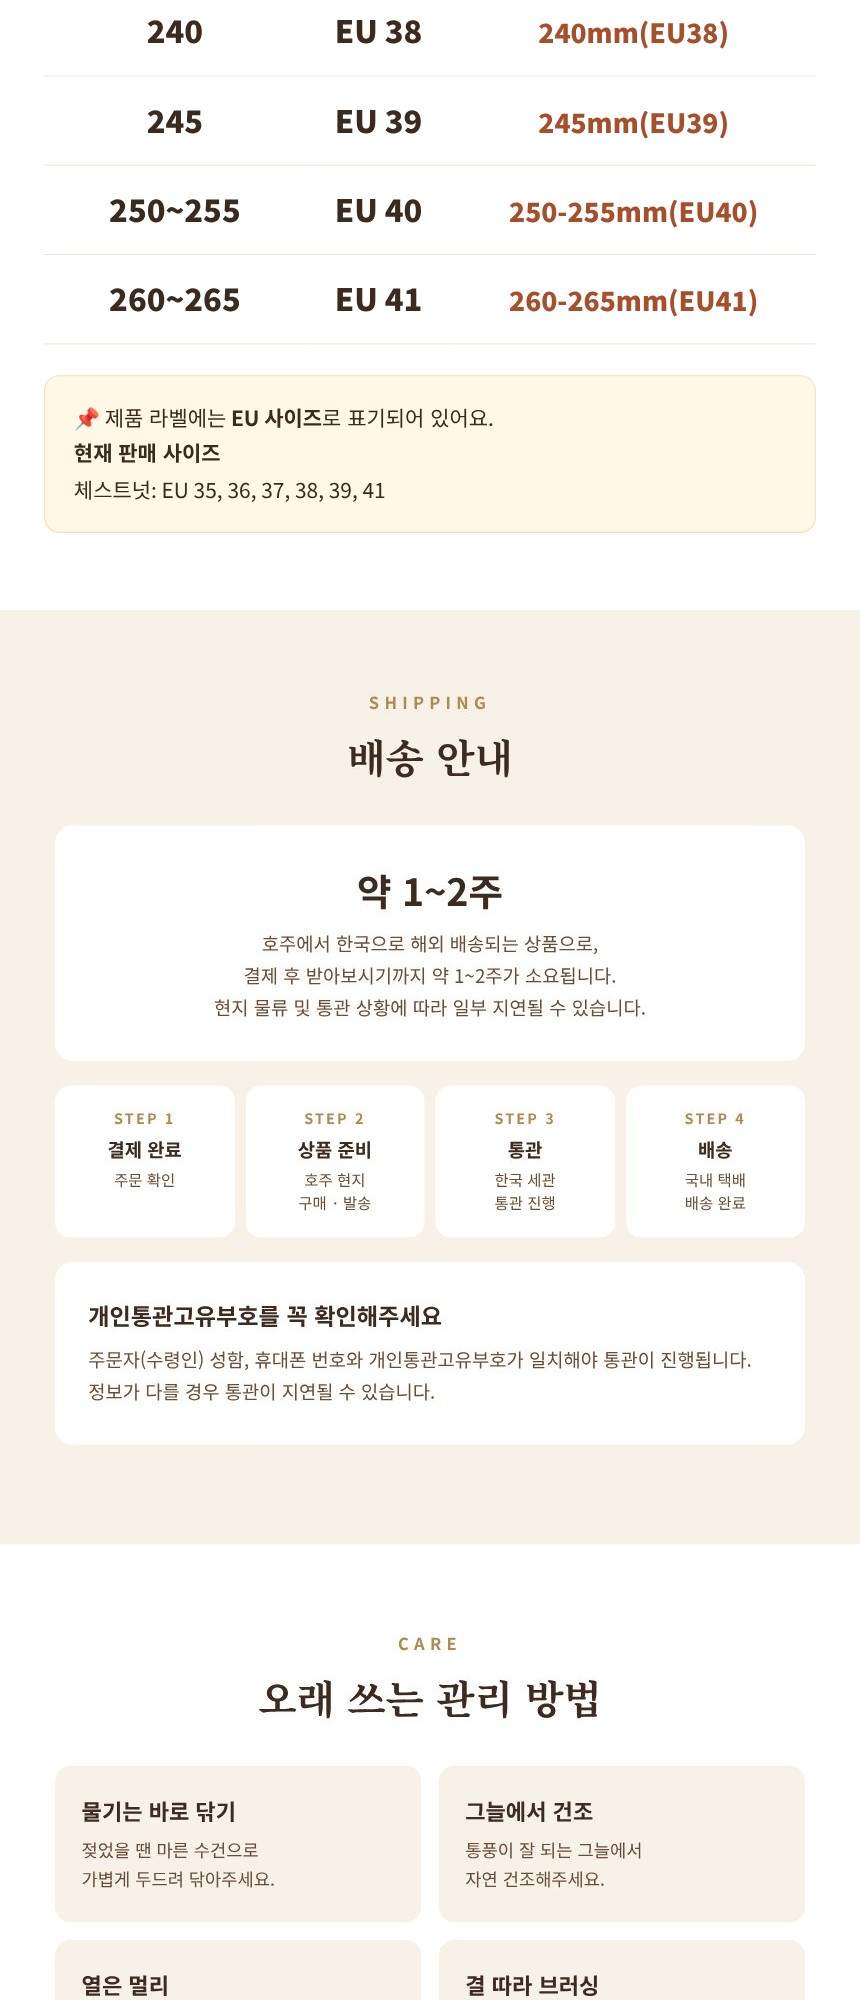 240 EU 38 240mm(EU38)
245 EU 39 245mm(EU39)
250~255 EU 40 250-255mm(EU40)
260~265 EU 41 260-265mm(EU41)
📌 제품 라벨에는 EU 사이즈로 표기되어 있어요.
현재 판매 사이즈
체스트넛: EU 35, 36, 37, 38, 39, 41
SHIPPING
배송 안내
약 1~2주
호주에서 한국으로 해외 배송되는 상품으로,
결제 후 받아보시기까지 약 1~2주가 소요됩니다.
현지 물류 및 통관 상황에 따라 일부 지연될 수 있습니다.
STEP 1
결제 완료
주문 확인
STEP 2
상품 준비
호주 현지
구매 · 발송
STEP 3
통관
한국 세관
통관 진행
STEP 4
배송
국내 택배
배송 완료
개인통관고유부호를 꼭 확인해주세요
주문자(수령인) 성함, 휴대폰 번호와 개인통관고유부호가 일치해야 통관이 진행됩니다.
정보가 다를 경우 통관이 지연될 수 있습니다.
CARE
오래 쓰는 관리 방법
물기는 바로 닦기
젖었을 땐 마른 수건으로
가볍게 두드려 닦아주세요.
그늘에서 건조
통풍이 잘 되는 그늘에서
자연 건조해주세요.
열은 멀리
결 따라 브러싱